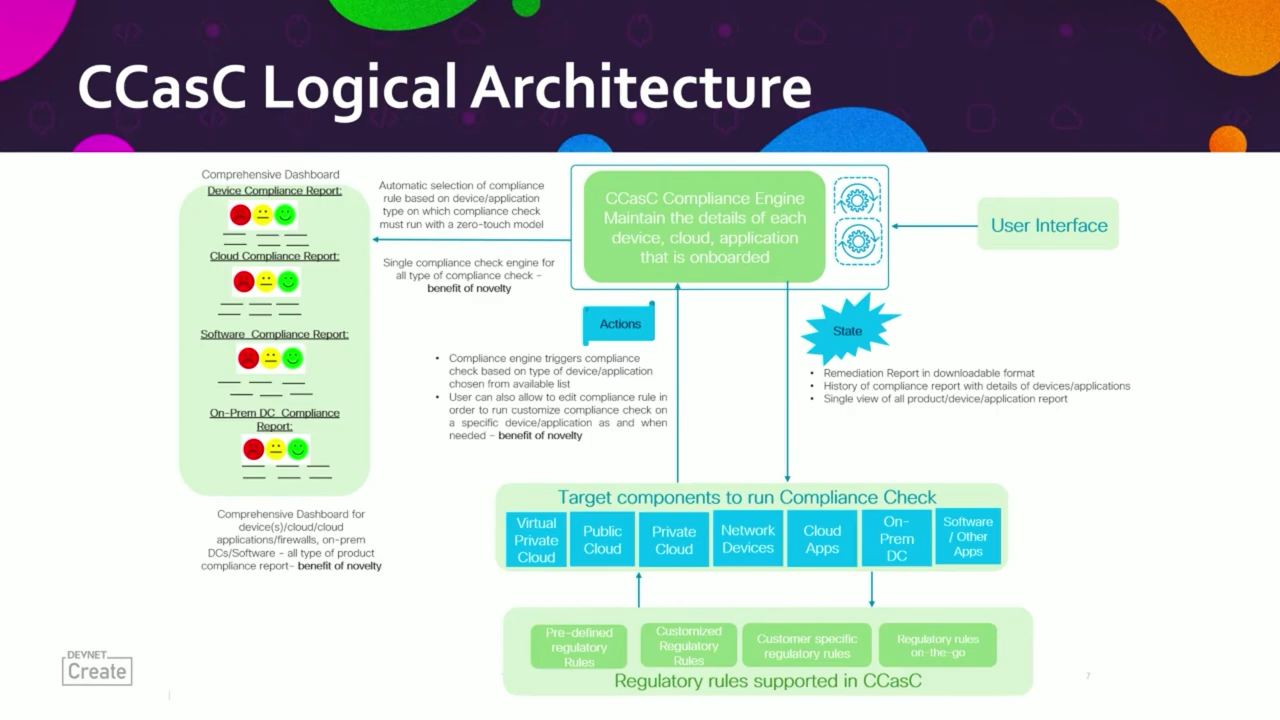 CCasC Logical Architecture
Comprehensive Dashboard
Device Compliance Report:
Cloud Compliance Report:
Software Compliance Report:
On-Prem DC Compliance
Report:
Comprehensive Dashboard for
device(s)/cloud/cloud
applications/firewalls, on-prem
DCs/Software - all type of product
compliance report- benefit of novelty
Automatic selection of compliance
rule based on device/application
type on which compliance check
must run with a zero-touch model
Single compliance check engine for
all type of compliance check -
benefit of novelty
CCasC Compliance Engine
Maintain the details of each
device, cloud, application
that is onboarded
User Interface
Actions
• Compliance engine triggers compliance
check based on type of device/application
chosen from available list
• User can also allow to edit compliance rule in
order to run customize compliance check on
a specific device/application as and when
needed - benefit of novelty
State
• Remediation Report in downloadable format
• History of compliance report with details of devices/applications
• Single view of all product/device/application report
Target components to run Compliance Check
Virtual
Private
Cloud
Public
Cloud
Private
Cloud
Network
Devices
Cloud
Apps
On-
Prem
DC
Software
/ Other
Apps
Pre-defined
regulatory
Rules
Customized
Regulatory
Rules
Customer specific
regulatory rules
Regulatory rules
on-the-go
Regulatory rules supported in CCasC
DEVNET
Create
7